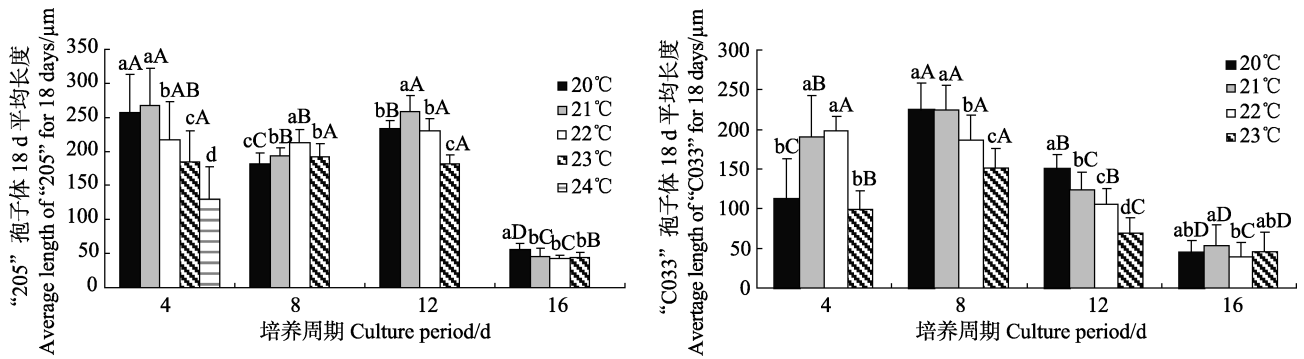 “205” 孢子体 18 d 平均长度
Average length of “205” for 18 days/μm
350
300
250
200
150
100
50
0
aA
aA
bAB
cA
d
cC
bB
aB
bA
bB
aA
bA
cA
aD
bC
bC
bB
20℃
21℃
22℃
23℃
24℃
4
8
12
16
培养周期 Culture period/d
“C033” 孢子体 18 d 平均长度
Avertage length of “C033” for 18 days/μm
300
250
200
150
100
50
0
bC
aB
aA
bB
aA
aA
bA
cA
aB
bC
cB
dC
abD
aD
bC
abD
20℃
21℃
22℃
23℃
4
8
12
16
培养周期 Culture period/d